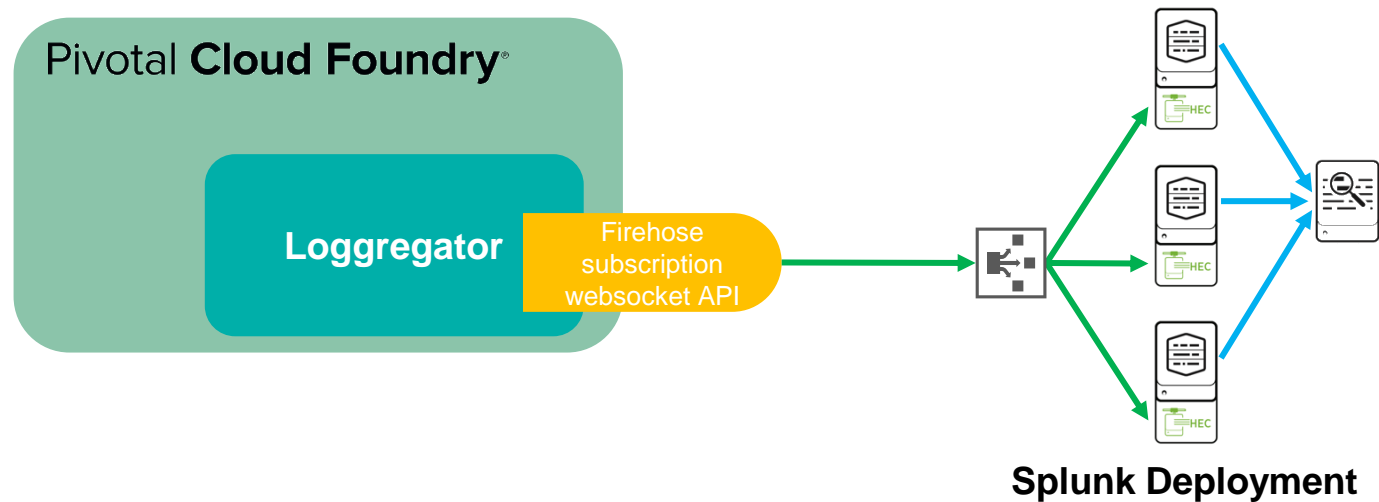 Pivotal Cloud Foundry®
Loggregator
Firehose
subscription
websocket API
HEC
HEC
HEC
Splunk Deployment